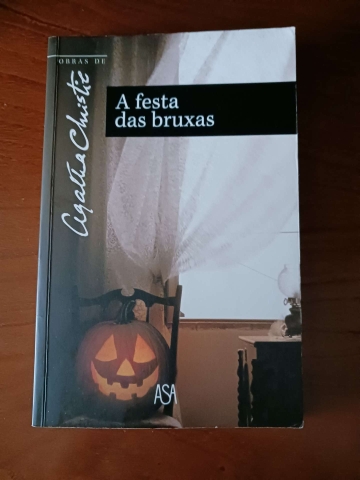 OBRAS DE
Agatha Christie
A festa
das bruxas
ASA